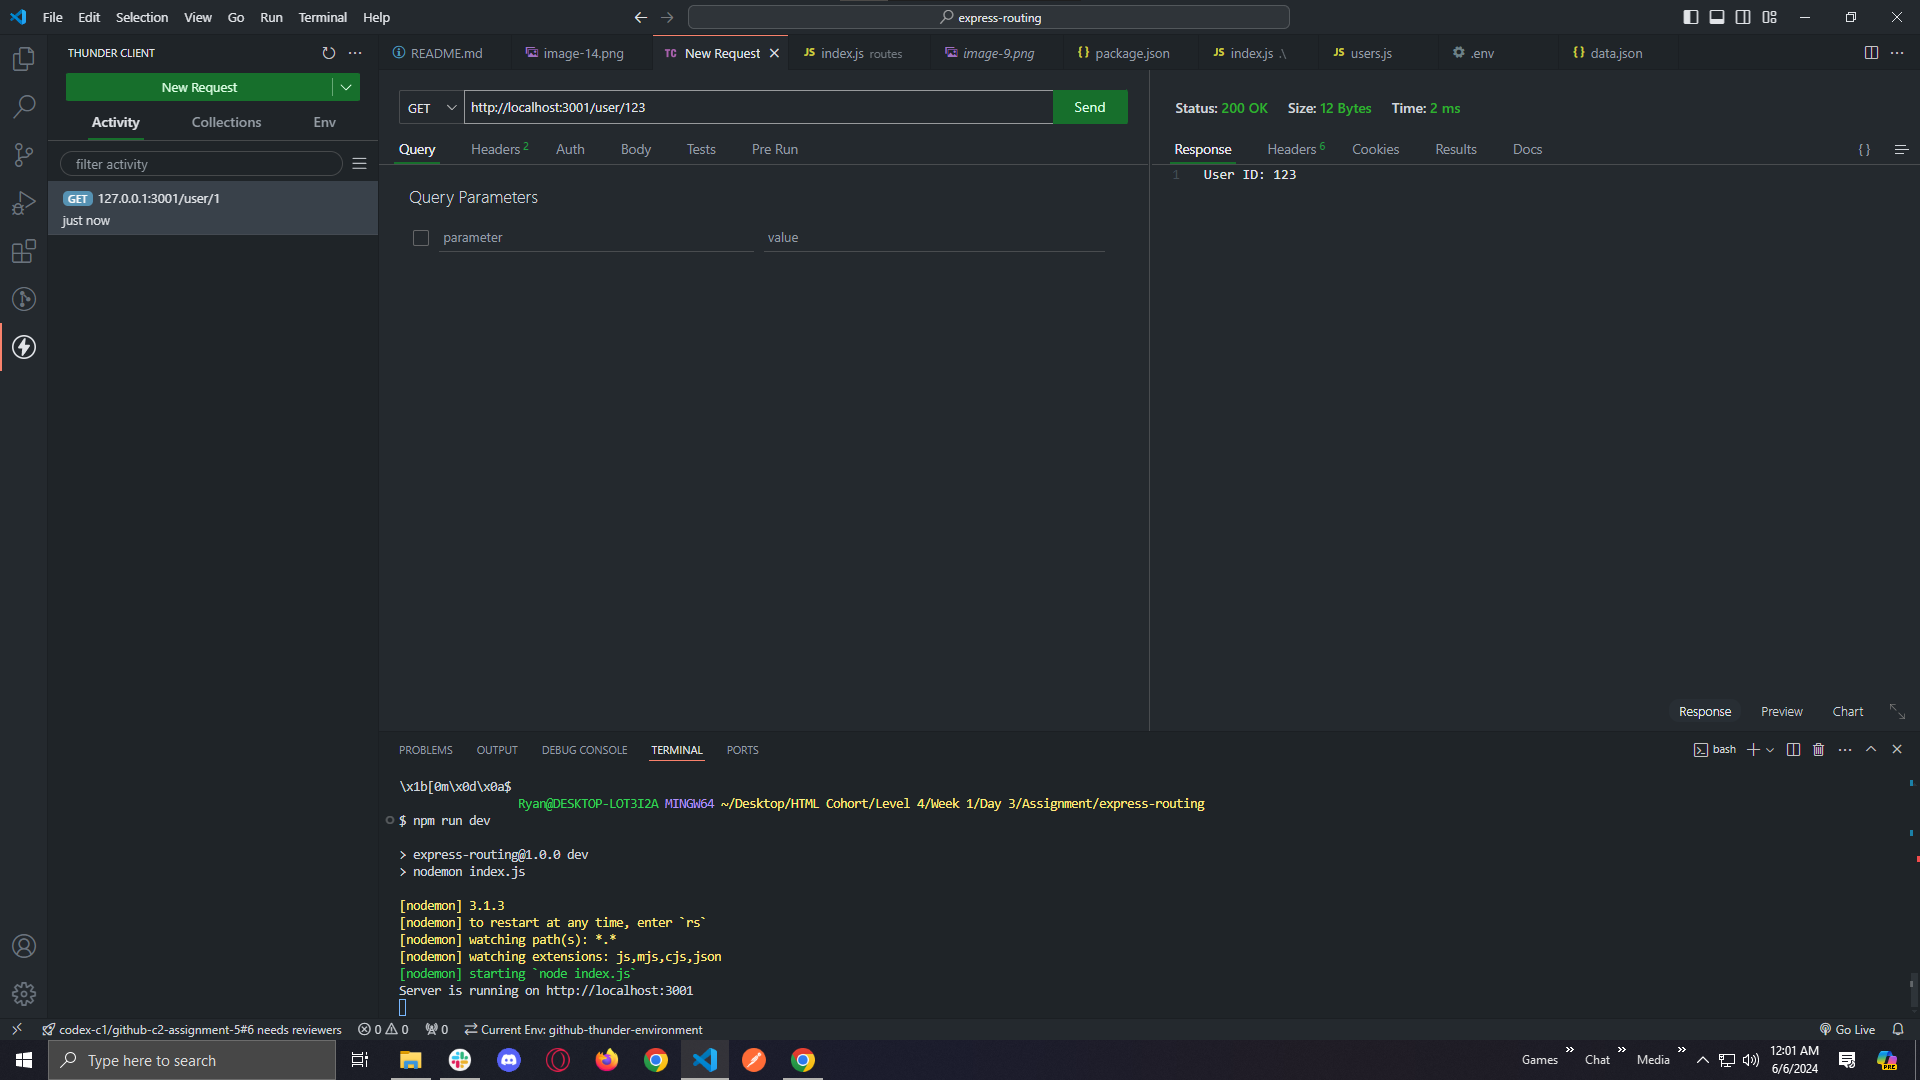 File Edit Selection View Go Run Terminal Help
express-routing
THUNDER CLIENT
New Request
Activity Collections Env
filter activity
GET 127.0.0.1:3001/user/1
just now
README.md image-14.png TC New Request JS index.js routes image-9.png {} package.json JS index.js .\ JS users.js .env {} data.json
GET http://localhost:3001/user/123 Send
Query Headers 2 Auth Body Tests Pre Run
Query Parameters
parameter value
Status: 200 OK Size: 12 Bytes Time: 2 ms
Response Headers 6 Cookies Results Docs {}
1 User ID: 123
Response Preview Chart
PROBLEMS OUTPUT DEBUG CONSOLE TERMINAL PORTS
bash
\x1b[0m\x0d\x0a$
Ryan@DESKTOP-LOT3I2A MINGW64 ~/Desktop/HTML Cohort/Level 4/Week 1/Day 3/Assignment/express-routing
$ npm run dev
> express-routing@1.0.0 dev
> nodemon index.js
[nodemon] 3.1.3
[nodemon] to restart at any time, enter `rs`
[nodemon] watching path(s): *.*
[nodemon] watching extensions: js,mjs,cjs,json
[nodemon] starting `node index.js`
Server is running on http://localhost:3001
codex-c1/github-c2-assignment-5#6 needs reviewers 0 0 0 Current Env: github-thunder-environment Go Live
Type here to search
Games Chat Media
12:01 AM
6/6/2024
PRE